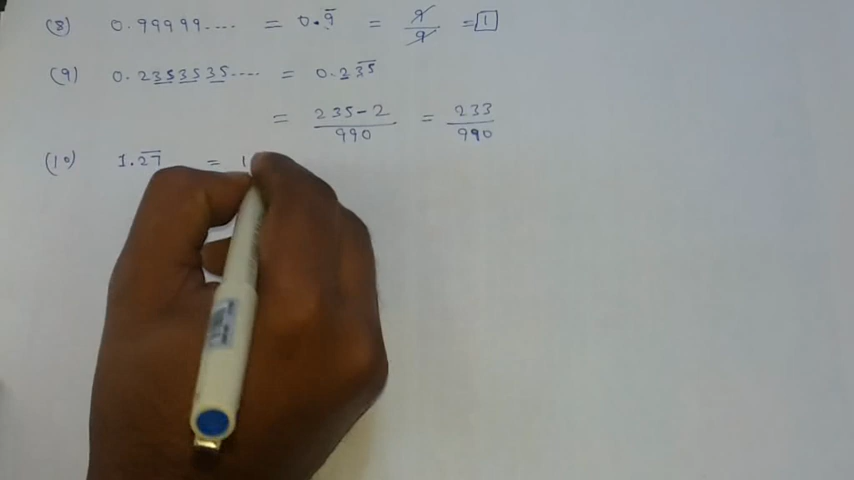 (8) 0.99999.... = 0.9̅ = 9/9 = 1
(9) 0.2353535.... = 0.23̅5̅
= 235-2/990 = 233/990
(10) 1.2̅7̅ = 1